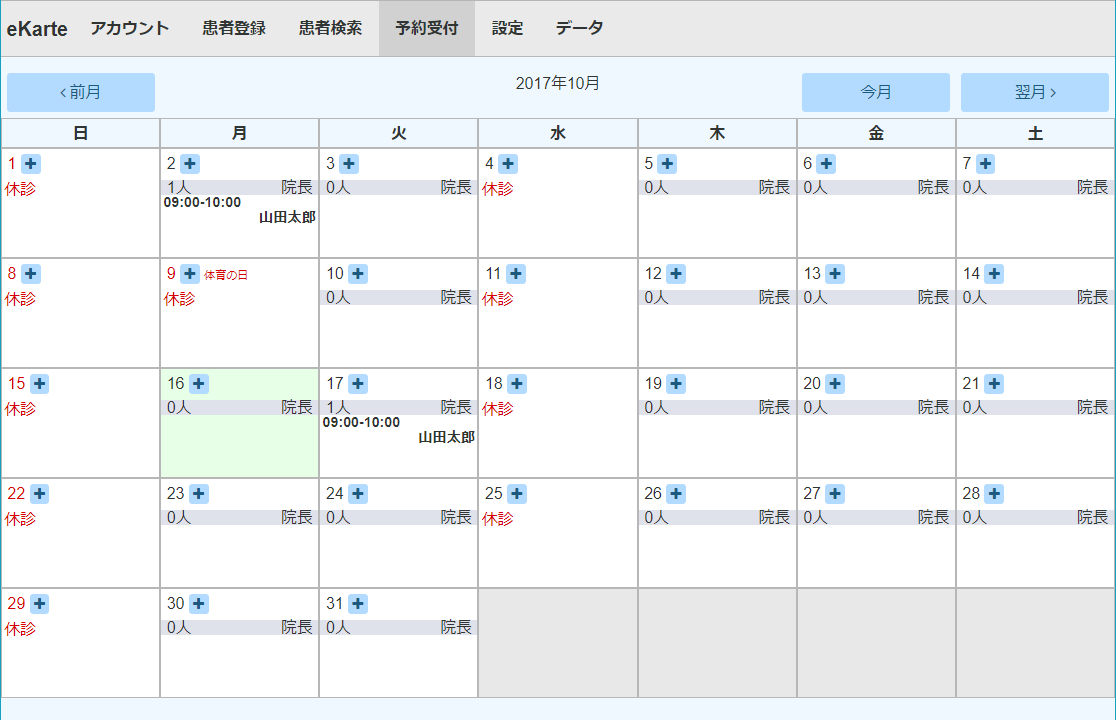 eKarte アカウント 患者登録 患者検索 予約受付 設定 データ
‹ 前月 2017年10月 今月 翌月 ›
日 月 火 水 木 金 土
1 + 2 + 3 + 4 + 5 + 6 + 7 +
休診 1人 院長 0人 院長 休診 0人 院長 0人 院長 0人 院長
09:00-10:00
山田太郎
8 + 9 + 体育の日 10 + 11 + 12 + 13 + 14 +
休診 休診 0人 院長 休診 0人 院長 0人 院長 0人 院長
15 + 16 + 17 + 18 + 19 + 20 + 21 +
休診 0人 院長 1人 院長 休診 0人 院長 0人 院長 0人 院長
09:00-10:00
山田太郎
22 + 23 + 24 + 25 + 26 + 27 + 28 +
休診 0人 院長 0人 院長 休診 0人 院長 0人 院長 0人 院長
29 + 30 + 31 +
休診 0人 院長 0人 院長